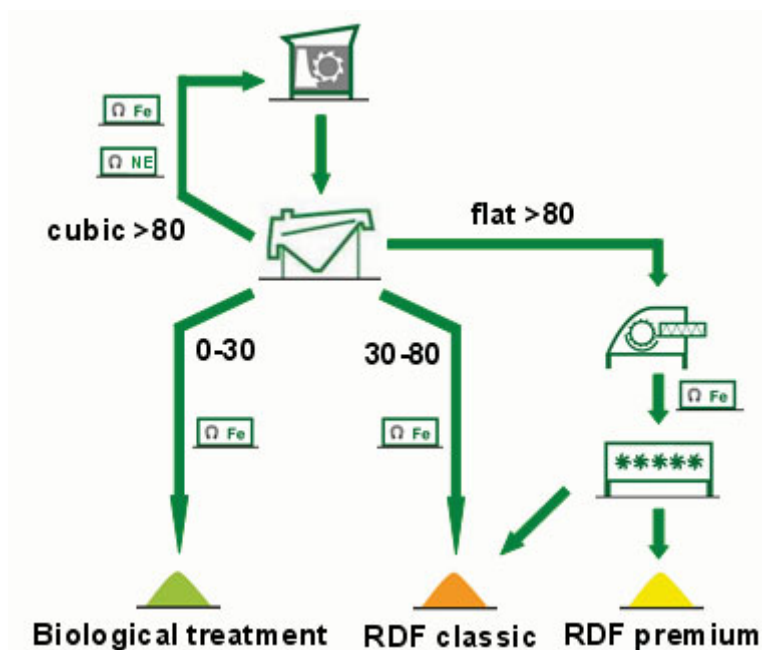 Ω Fe
Ω NE
cubic >80
flat >80
0-30
30-80
Ω Fe
Ω Fe
Ω Fe
Biological treatment
RDF classic
RDF premium